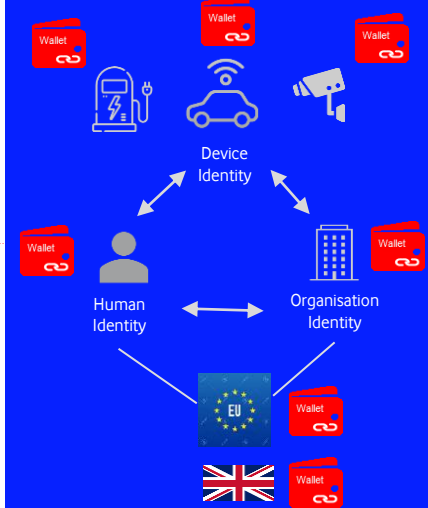 Wallet
Wallet
Wallet
Device
Identity
Wallet
Wallet
Human
Identity
Organisation
Identity
EU
Wallet
Wallet